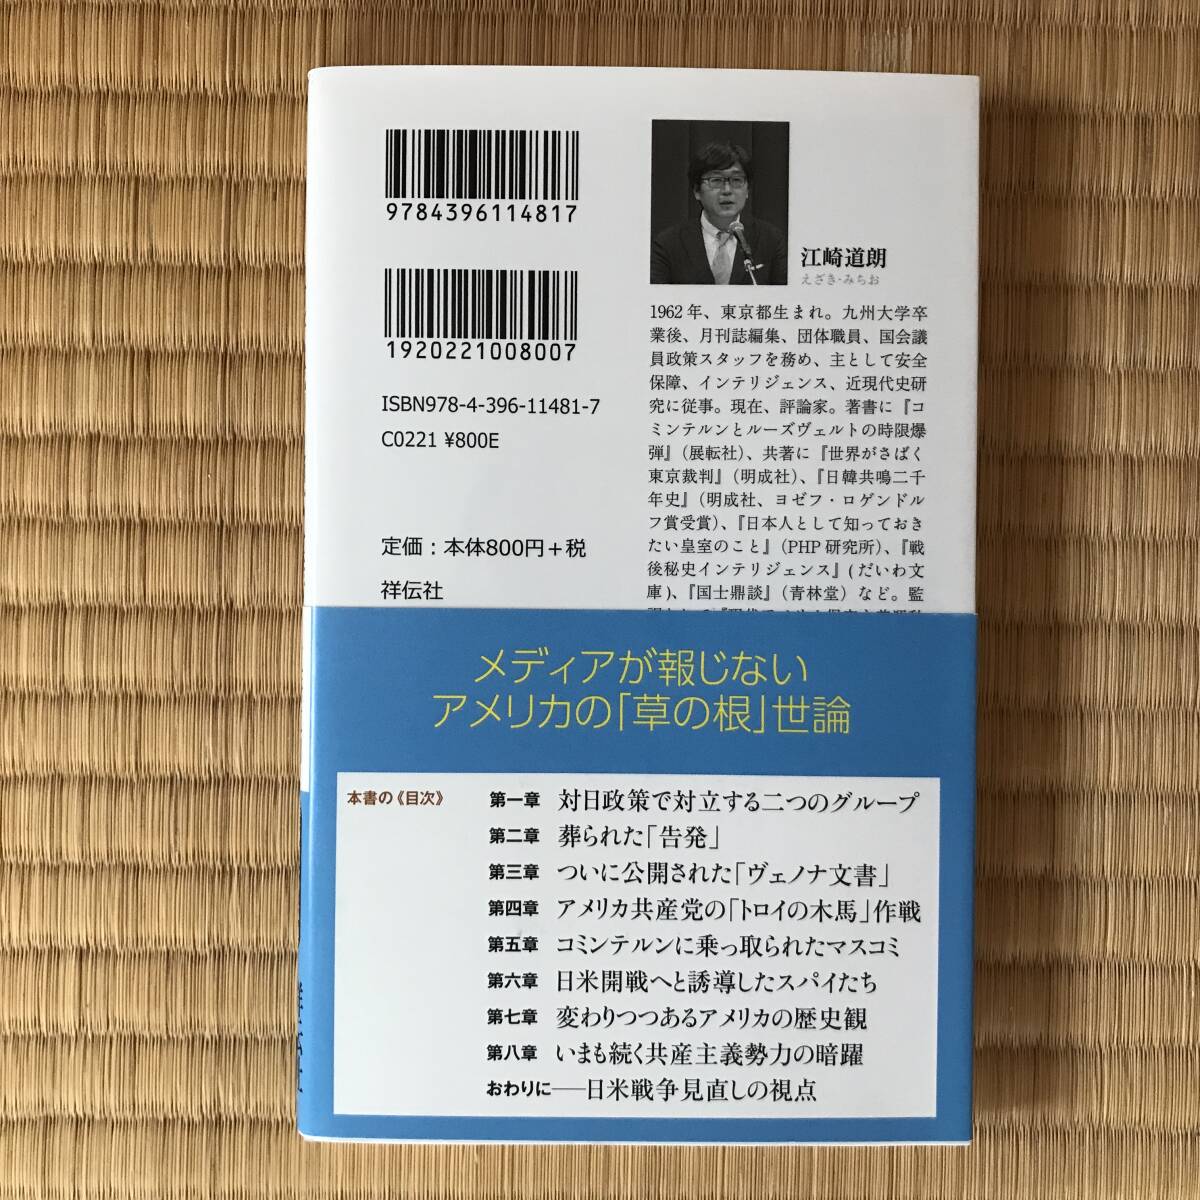 9784396114817
1920221008007
ISBN978-4-396-11481-7
C0221 ¥800E
定価：本体800円＋税
祥伝社
江崎道朗
えざき・みちお
1962年、東京都生まれ。九州大学卒
業後、月刊誌編集、団体職員、国会議
員政策スタッフを務め、主として安全
保障、インテリジェンス、近現代史研
究に従事。現在、評論家。著書に『コ
ミンテルンとルーズヴェルトの時限爆
弾』（展転社）、共著に『世界がさばく
東京裁判』（明成社）、『日韓共鳴二千
年史』（明成社、ヨゼフ・ロゲンドル
フ賞受賞）、『日本人として知っておき
たい皇室のこと』（PHP研究所）、『戦
後秘史インテリジェンス』（だいわ文
庫）、『国士鼎談』（青林堂）など。監
メディアが報じない
アメリカの「草の根」世論
本書の《目次》
第一章 対日政策で対立する二つのグループ
第二章 葬られた「告発」
第三章 ついに公開された「ヴェノナ文書」
第四章 アメリカ共産党の「トロイの木馬」作戦
第五章 コミンテルンに乗っ取られたマスコミ
第六章 日米開戦へと誘導したスパイたち
第七章 変わりつつあるアメリカの歴史観
第八章 いまも続く共産主義勢力の暗躍
おわりに――日米戦争見直しの視点